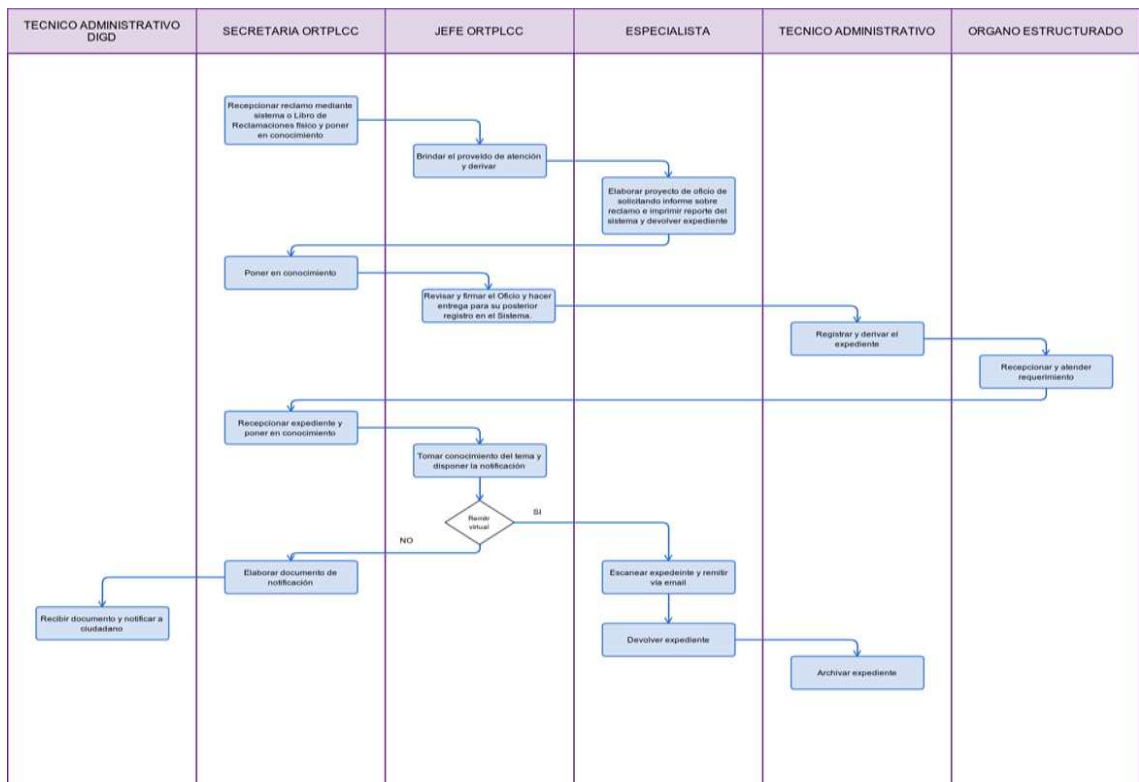 TECNICO ADMINISTRATIVO
DIGD
SECRETARIA ORTPLCC
JEFE ORTPLCC
ESPECIALISTA
TECNICO ADMINISTRATIVO
ORGANO ESTRUCTURADO
Recepcionar reclamo mediante
sistema o Libro de
Reclamaciones físico y poner
en conocimiento
Brindar el proveído de atención
y derivar
Elaborar proyecto de oficio de
solicitando informe sobre
reclamo e imprimir reporte del
sistema y devolver expediente
Poner en conocimiento
Revisar y firmar el Oficio y hacer
entrega para su posterior
registro en el Sistema.
Registrar y derivar el
expediente
Recepcionar y atender
requerimiento
Recepcionar expediente y
poner en conocimiento
Tomar conocimiento del tema y
disponer la notificación
Remitir
virtual
SI
NO
Elaborar documento de
notificación
Escanear expedeinte y remitir
vía email
Recibir documento y notificar a
ciudadano
Devolver expediente
Archivar expediente